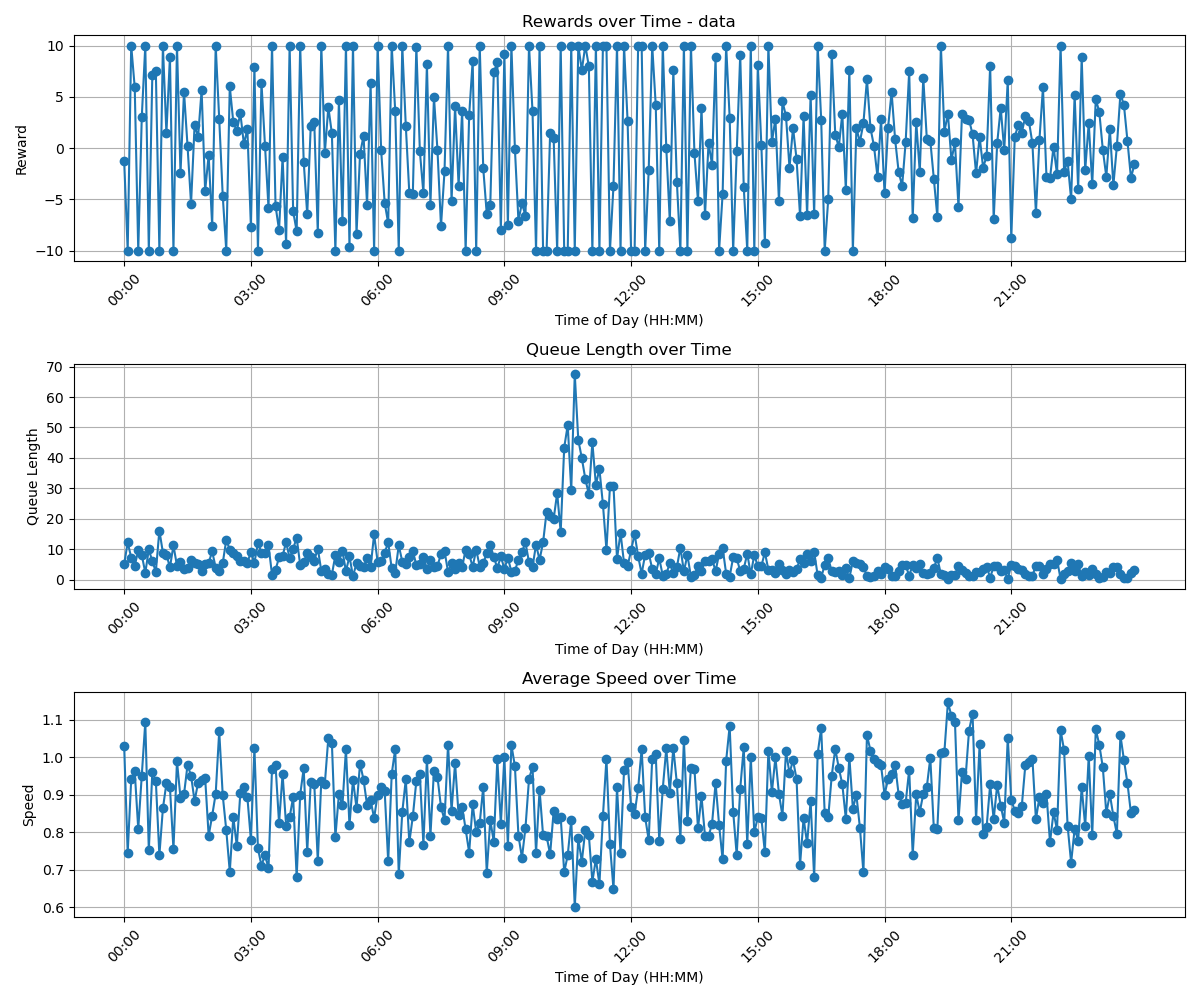 Rewards over Time - data
10
5
0
−5
−10
Reward
00:00 03:00 06:00 09:00 12:00 15:00 18:00 21:00
Time of Day (HH:MM)
Queue Length over Time
70
60
50
40
30
20
10
0
Queue Length
00:00 03:00 06:00 09:00 12:00 15:00 18:00 21:00
Time of Day (HH:MM)
Average Speed over Time
1.1
1.0
0.9
0.8
0.7
0.6
Speed
00:00 03:00 06:00 09:00 12:00 15:00 18:00 21:00
Time of Day (HH:MM)